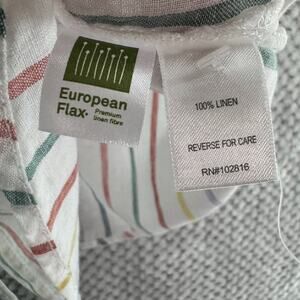 European
Flax®
Premium
linen fibre
100% LINEN
REVERSE FOR CARE
RN#102816